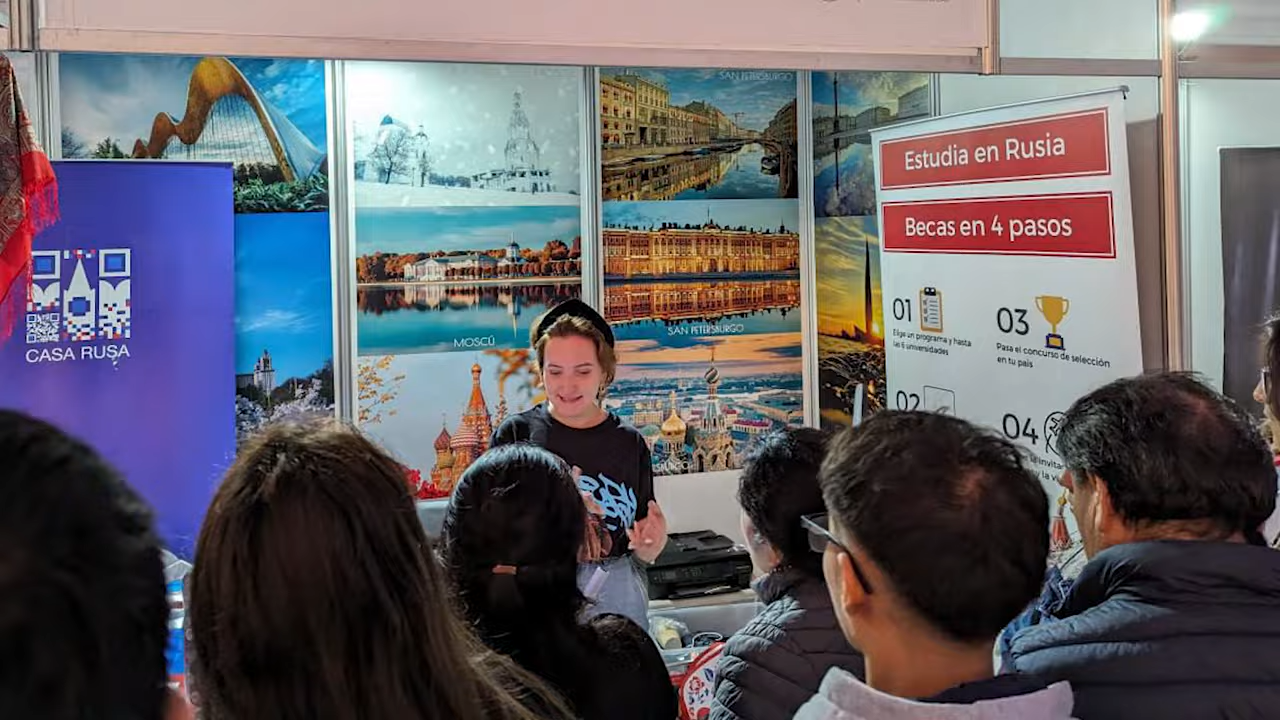 CASA RUSA
SAN PETERSBURGO
MOSCÚ
SAN PETERSBURGO
Estudia en Rusia
Becas en 4 pasos
01
Elige un programa y hasta
las 6 universidades
03
Pasa el concurso de selección
en tu país
02
04